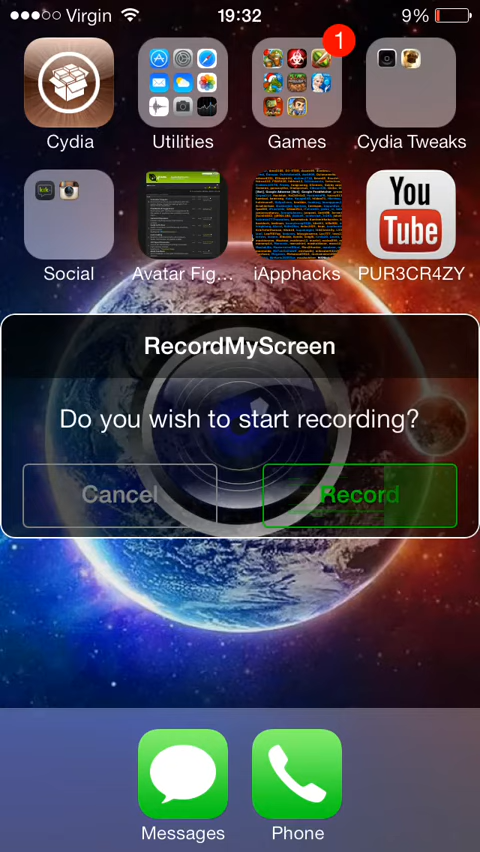 Virgin 19:32 9%
1
Cydia Utilities Games Cydia Tweaks
You
Tube
Social Avatar Fig... iApphacks PUR3CR4ZY
RecordMyScreen
Do you wish to start recording?
Cancel Record
Messages Phone